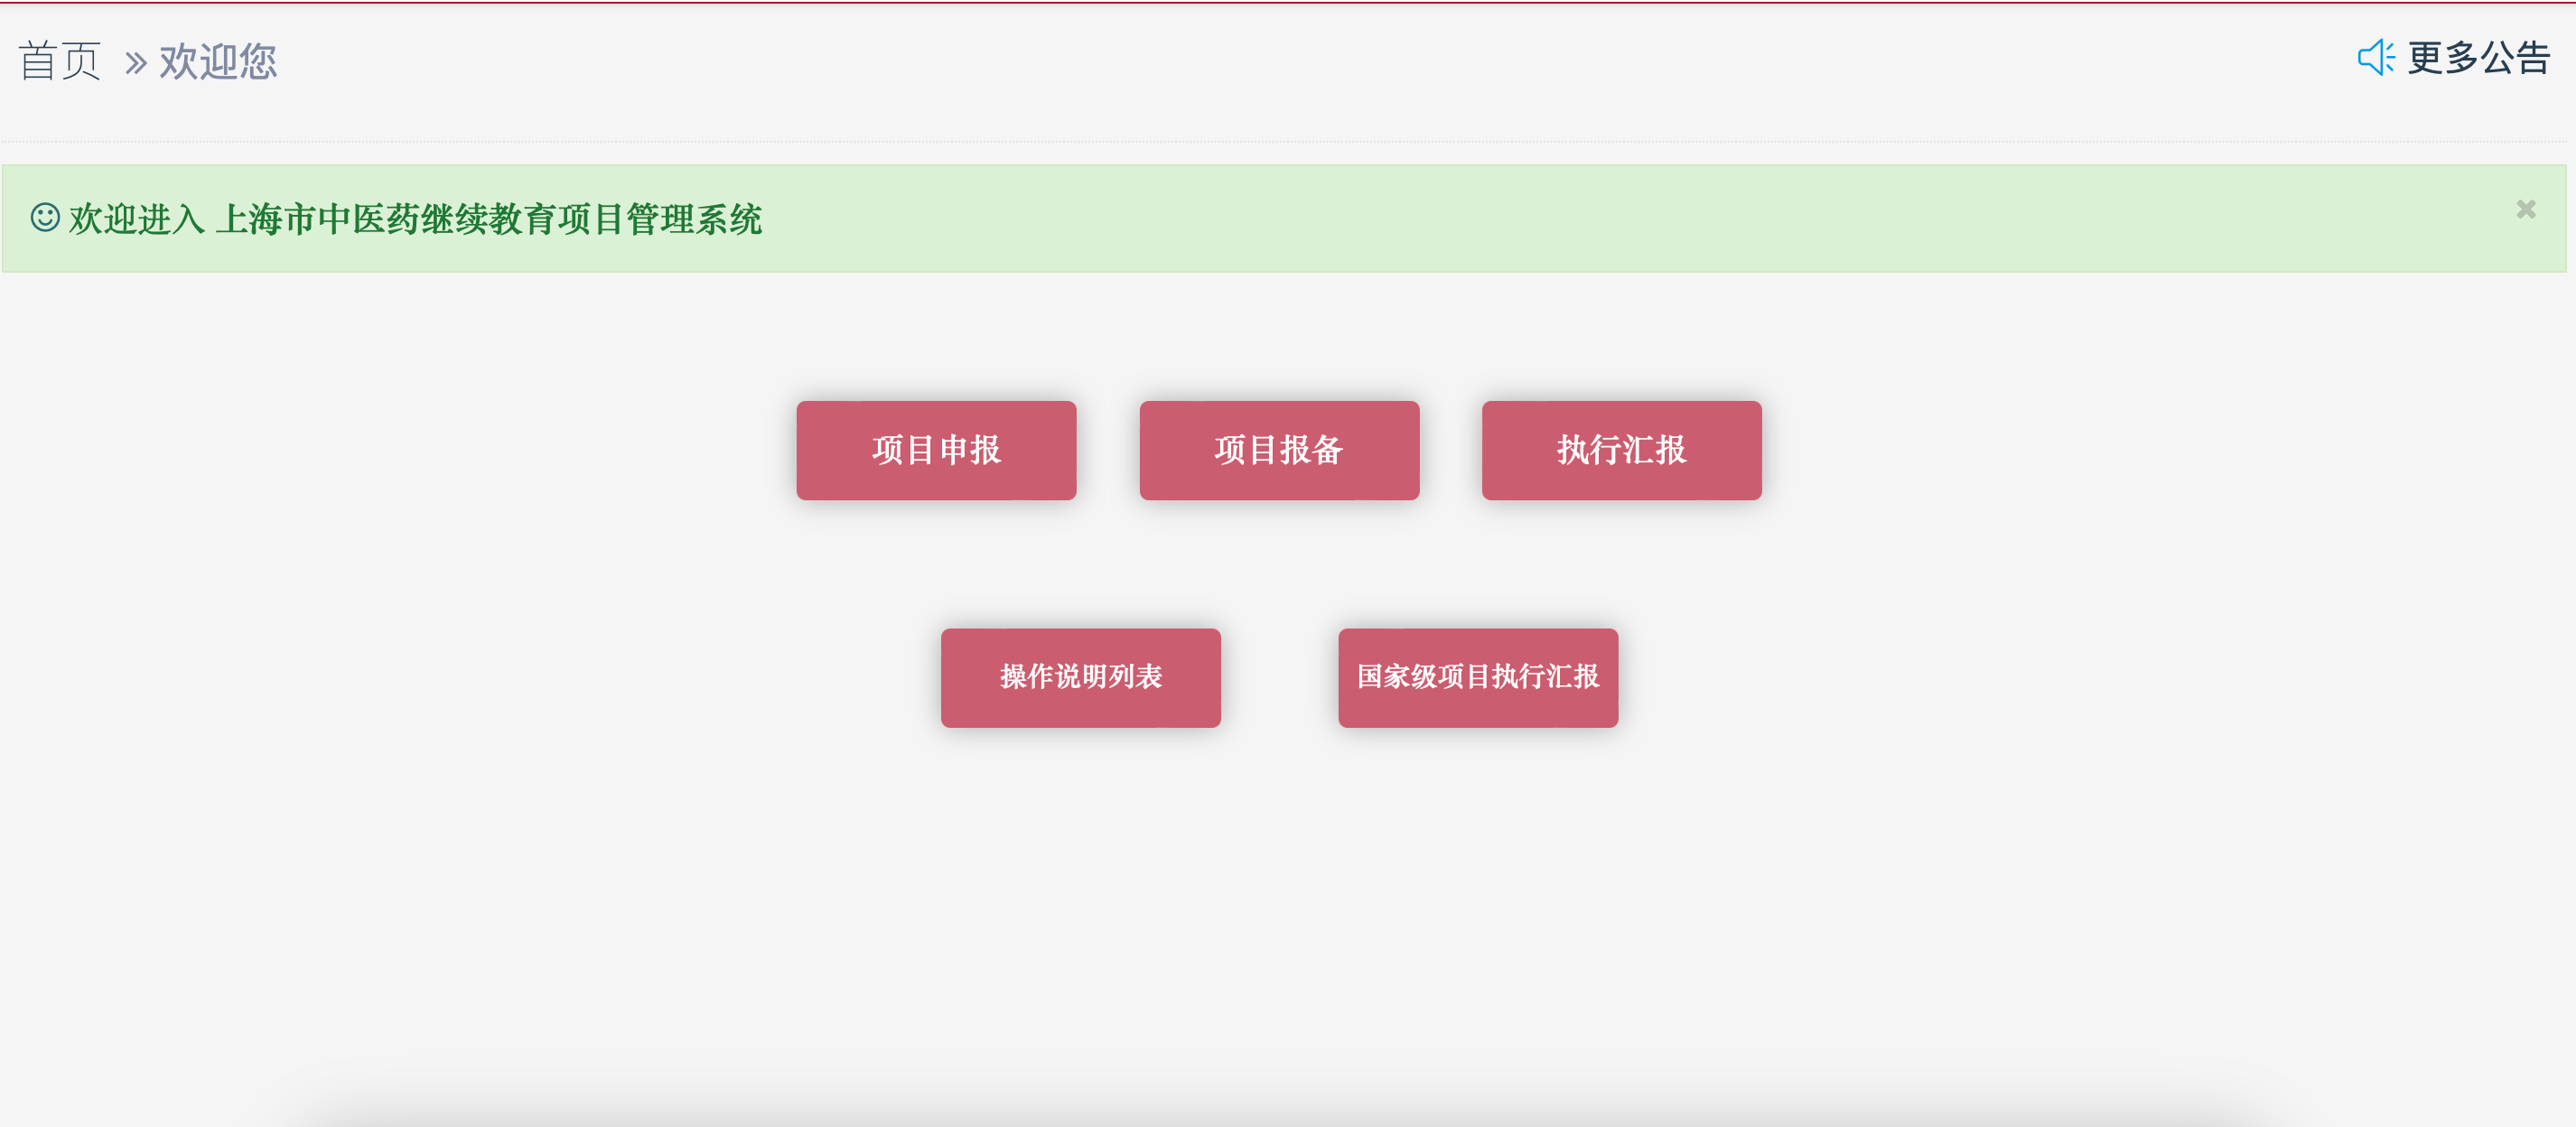 首页 » 欢迎您
更多公告
欢迎进入 上海市中医药继续教育项目管理系统
项目申报
项目报备
执行汇报
操作说明列表
国家级项目执行汇报